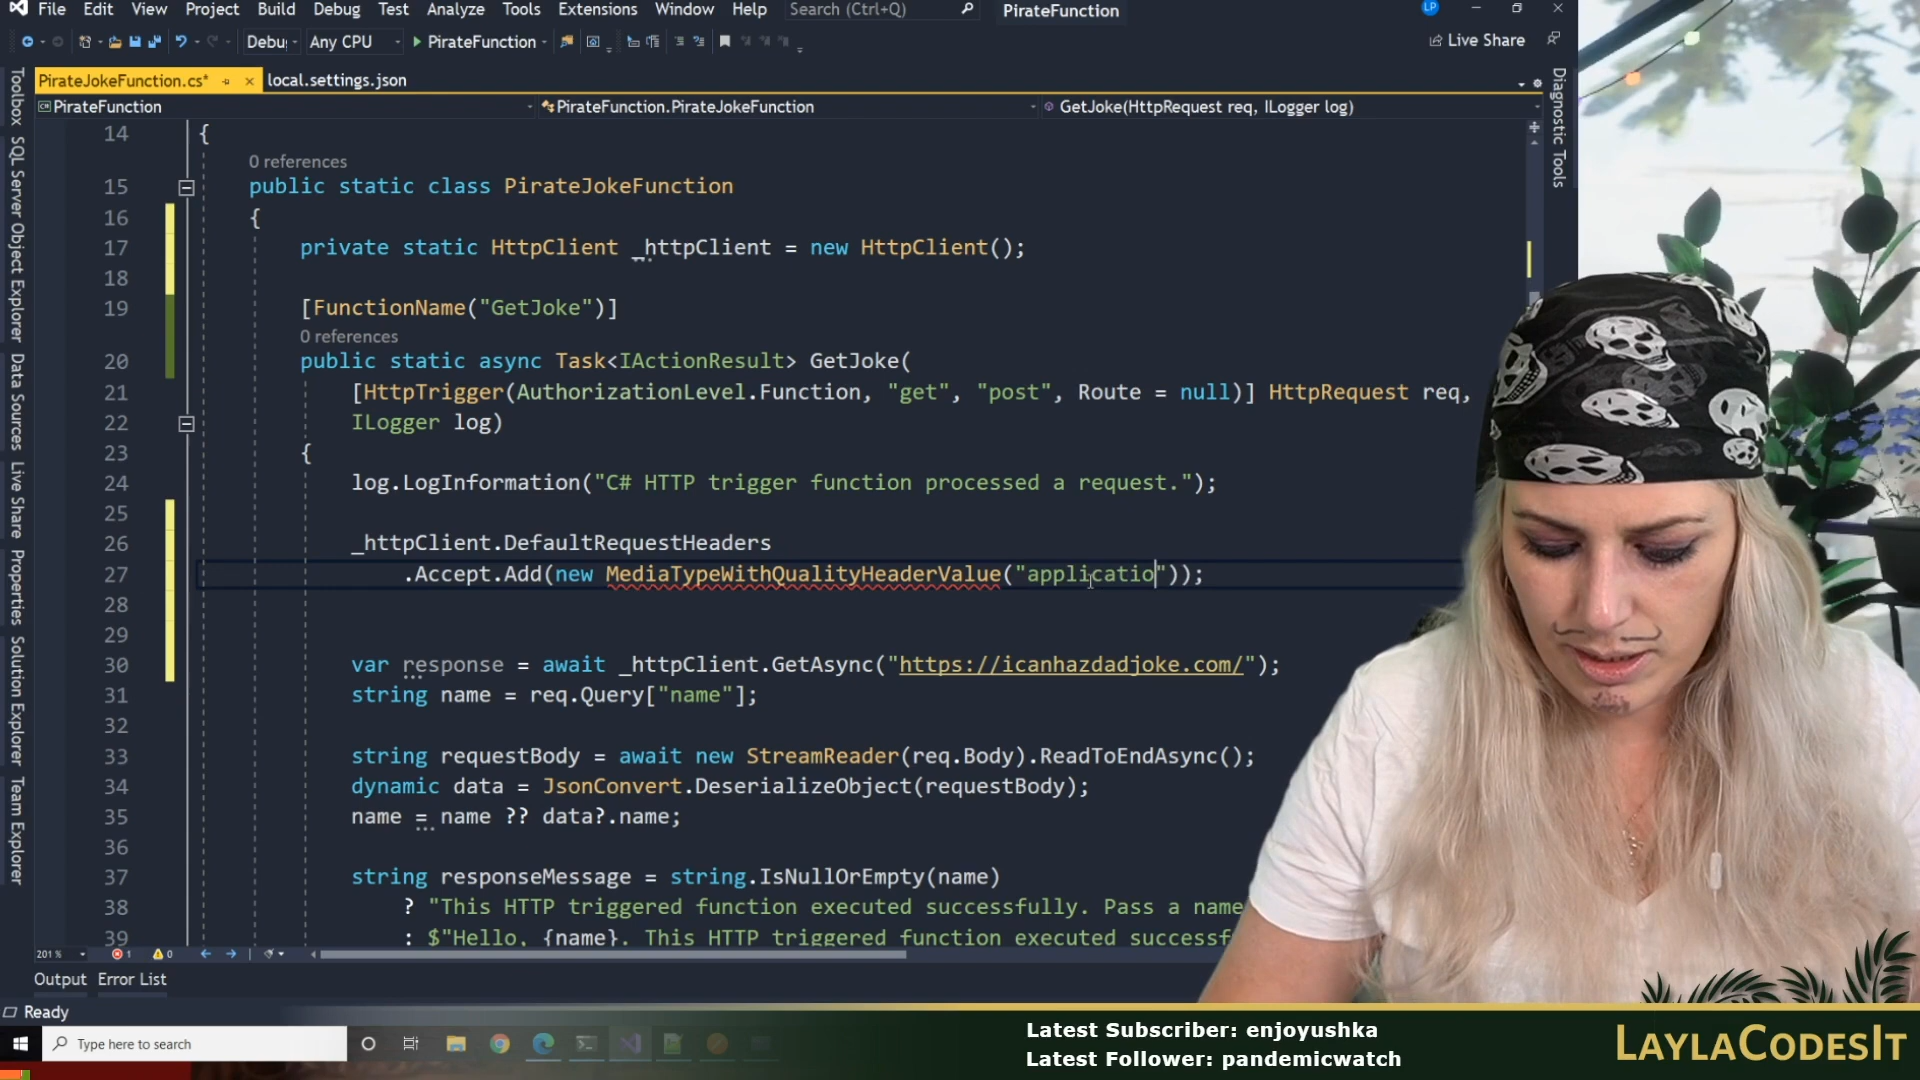 File Edit View Project Build Debug Test Analyze Tools Extensions Window Help Search (Ctrl+Q) PirateFunction LP
Debug Any CPU PirateFunction Live Share
PirateJokeFunction.cs* local.settings.json
PirateFunction PirateFunction.PirateJokeFunction GetJoke(HttpRequest req, ILogger log)
Toolbox
SQL Server Object Explorer
Live Share
Data Sources
Properties
Solution Explorer
Team Explorer
Diagnostic Tools
14 {
0 references
15 public static class PirateJokeFunction
16 {
17 private static HttpClient _httpClient = new HttpClient();
18
19 [FunctionName("GetJoke")]
0 references
20 public static async Task<IActionResult> GetJoke(
21 [HttpTrigger(AuthorizationLevel.Function, "get", "post", Route = null)] HttpRequest req,
22 ILogger log)
23 {
24 log.LogInformation("C# HTTP trigger function processed a request.");
25
26 _httpClient.DefaultRequestHeaders
27 .Accept.Add(new MediaTypeWithQualityHeaderValue("applicatio"));
28
29
30 var response = await _httpClient.GetAsync("https://icanhazdadjoke.com/");
31 string name = req.Query["name"];
32
33 string requestBody = await new StreamReader(req.Body).ReadToEndAsync();
34 dynamic data = JsonConvert.DeserializeObject(requestBody);
35 name = name ?? data?.name;
36
37 string responseMessage = string.IsNullOrEmpty(name)
38 ? "This HTTP triggered function executed successfully. Pass a name
39 : $"Hello, {name}. This HTTP triggered function executed successf
201 % 1 0
Output Error List
Ready
Type here to search
Latest Subscriber: enjoyushka
Latest Follower: pandemicwatch
LAYLACODESIT